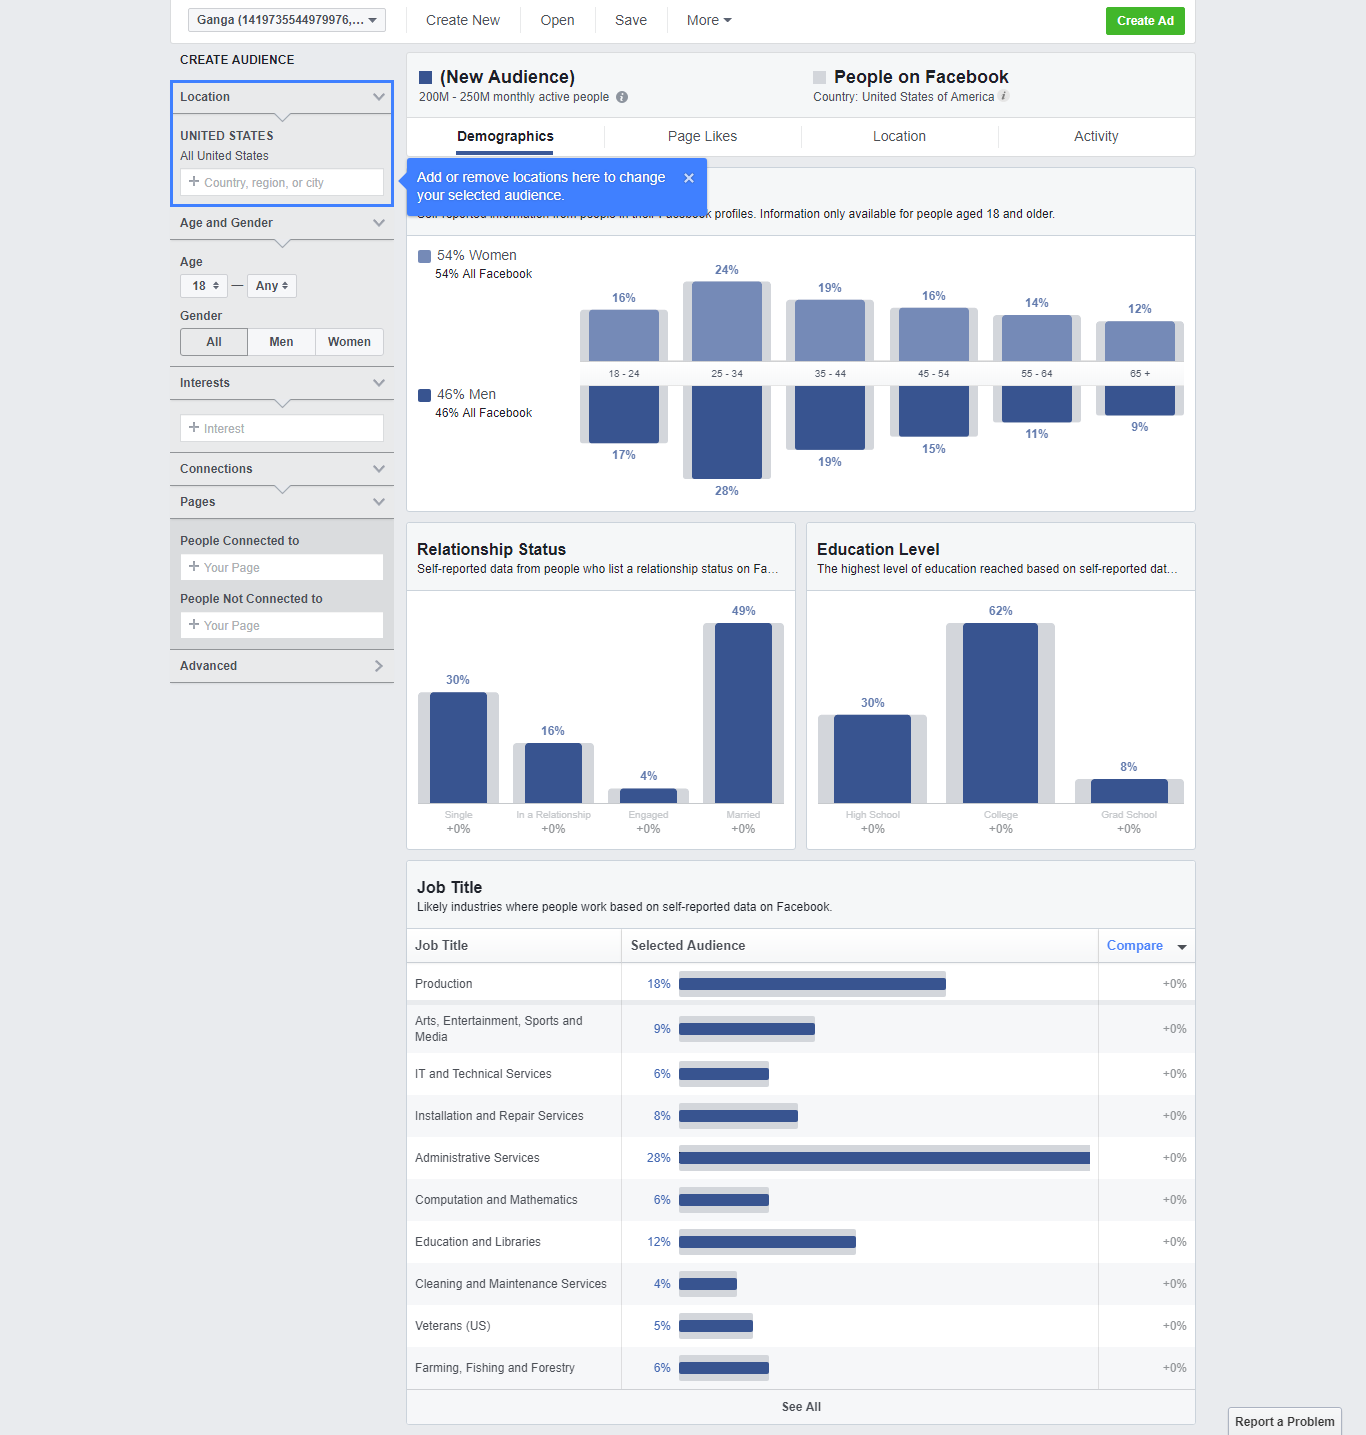 Ganga (1419735544979976,...
Create New
Open
Save
More
Create Ad
CREATE AUDIENCE
Location
UNITED STATES
All United States
Country, region, or city
Age and Gender
Age
18 — Any
Gender
All
Men
Women
Interests
Interest
Connections
Pages
People Connected to
Your Page
People Not Connected to
Your Page
Advanced
(New Audience)
200M - 250M monthly active people
People on Facebook
Country: United States of America
Demographics
Page Likes
Location
Activity
Add or remove locations here to change
your selected audience.
profiles. Information only available for people aged 18 and older.
54% Women
54% All Facebook
16%
24%
19%
16%
14%
12%
18 - 24
25 - 34
35 - 44
45 - 54
55 - 64
65 +
46% Men
46% All Facebook
17%
28%
19%
15%
11%
9%
Relationship Status
Self-reported data from people who list a relationship status on Fa...
30%
16%
4%
49%
Single
In a Relationship
Engaged
Married
+0%
+0%
+0%
+0%
Education Level
The highest level of education reached based on self-reported dat...
30%
62%
8%
High School
College
Grad School
+0%
+0%
+0%
Job Title
Likely industries where people work based on self-reported data on Facebook.
Job Title
Selected Audience
Compare
Production 18% +0%
Arts, Entertainment, Sports and
Media 9% +0%
IT and Technical Services 6% +0%
Installation and Repair Services 8% +0%
Administrative Services 28% +0%
Computation and Mathematics 6% +0%
Education and Libraries 12% +0%
Cleaning and Maintenance Services 4% +0%
Veterans (US) 5% +0%
Farming, Fishing and Forestry 6% +0%
See All
Report a Problem